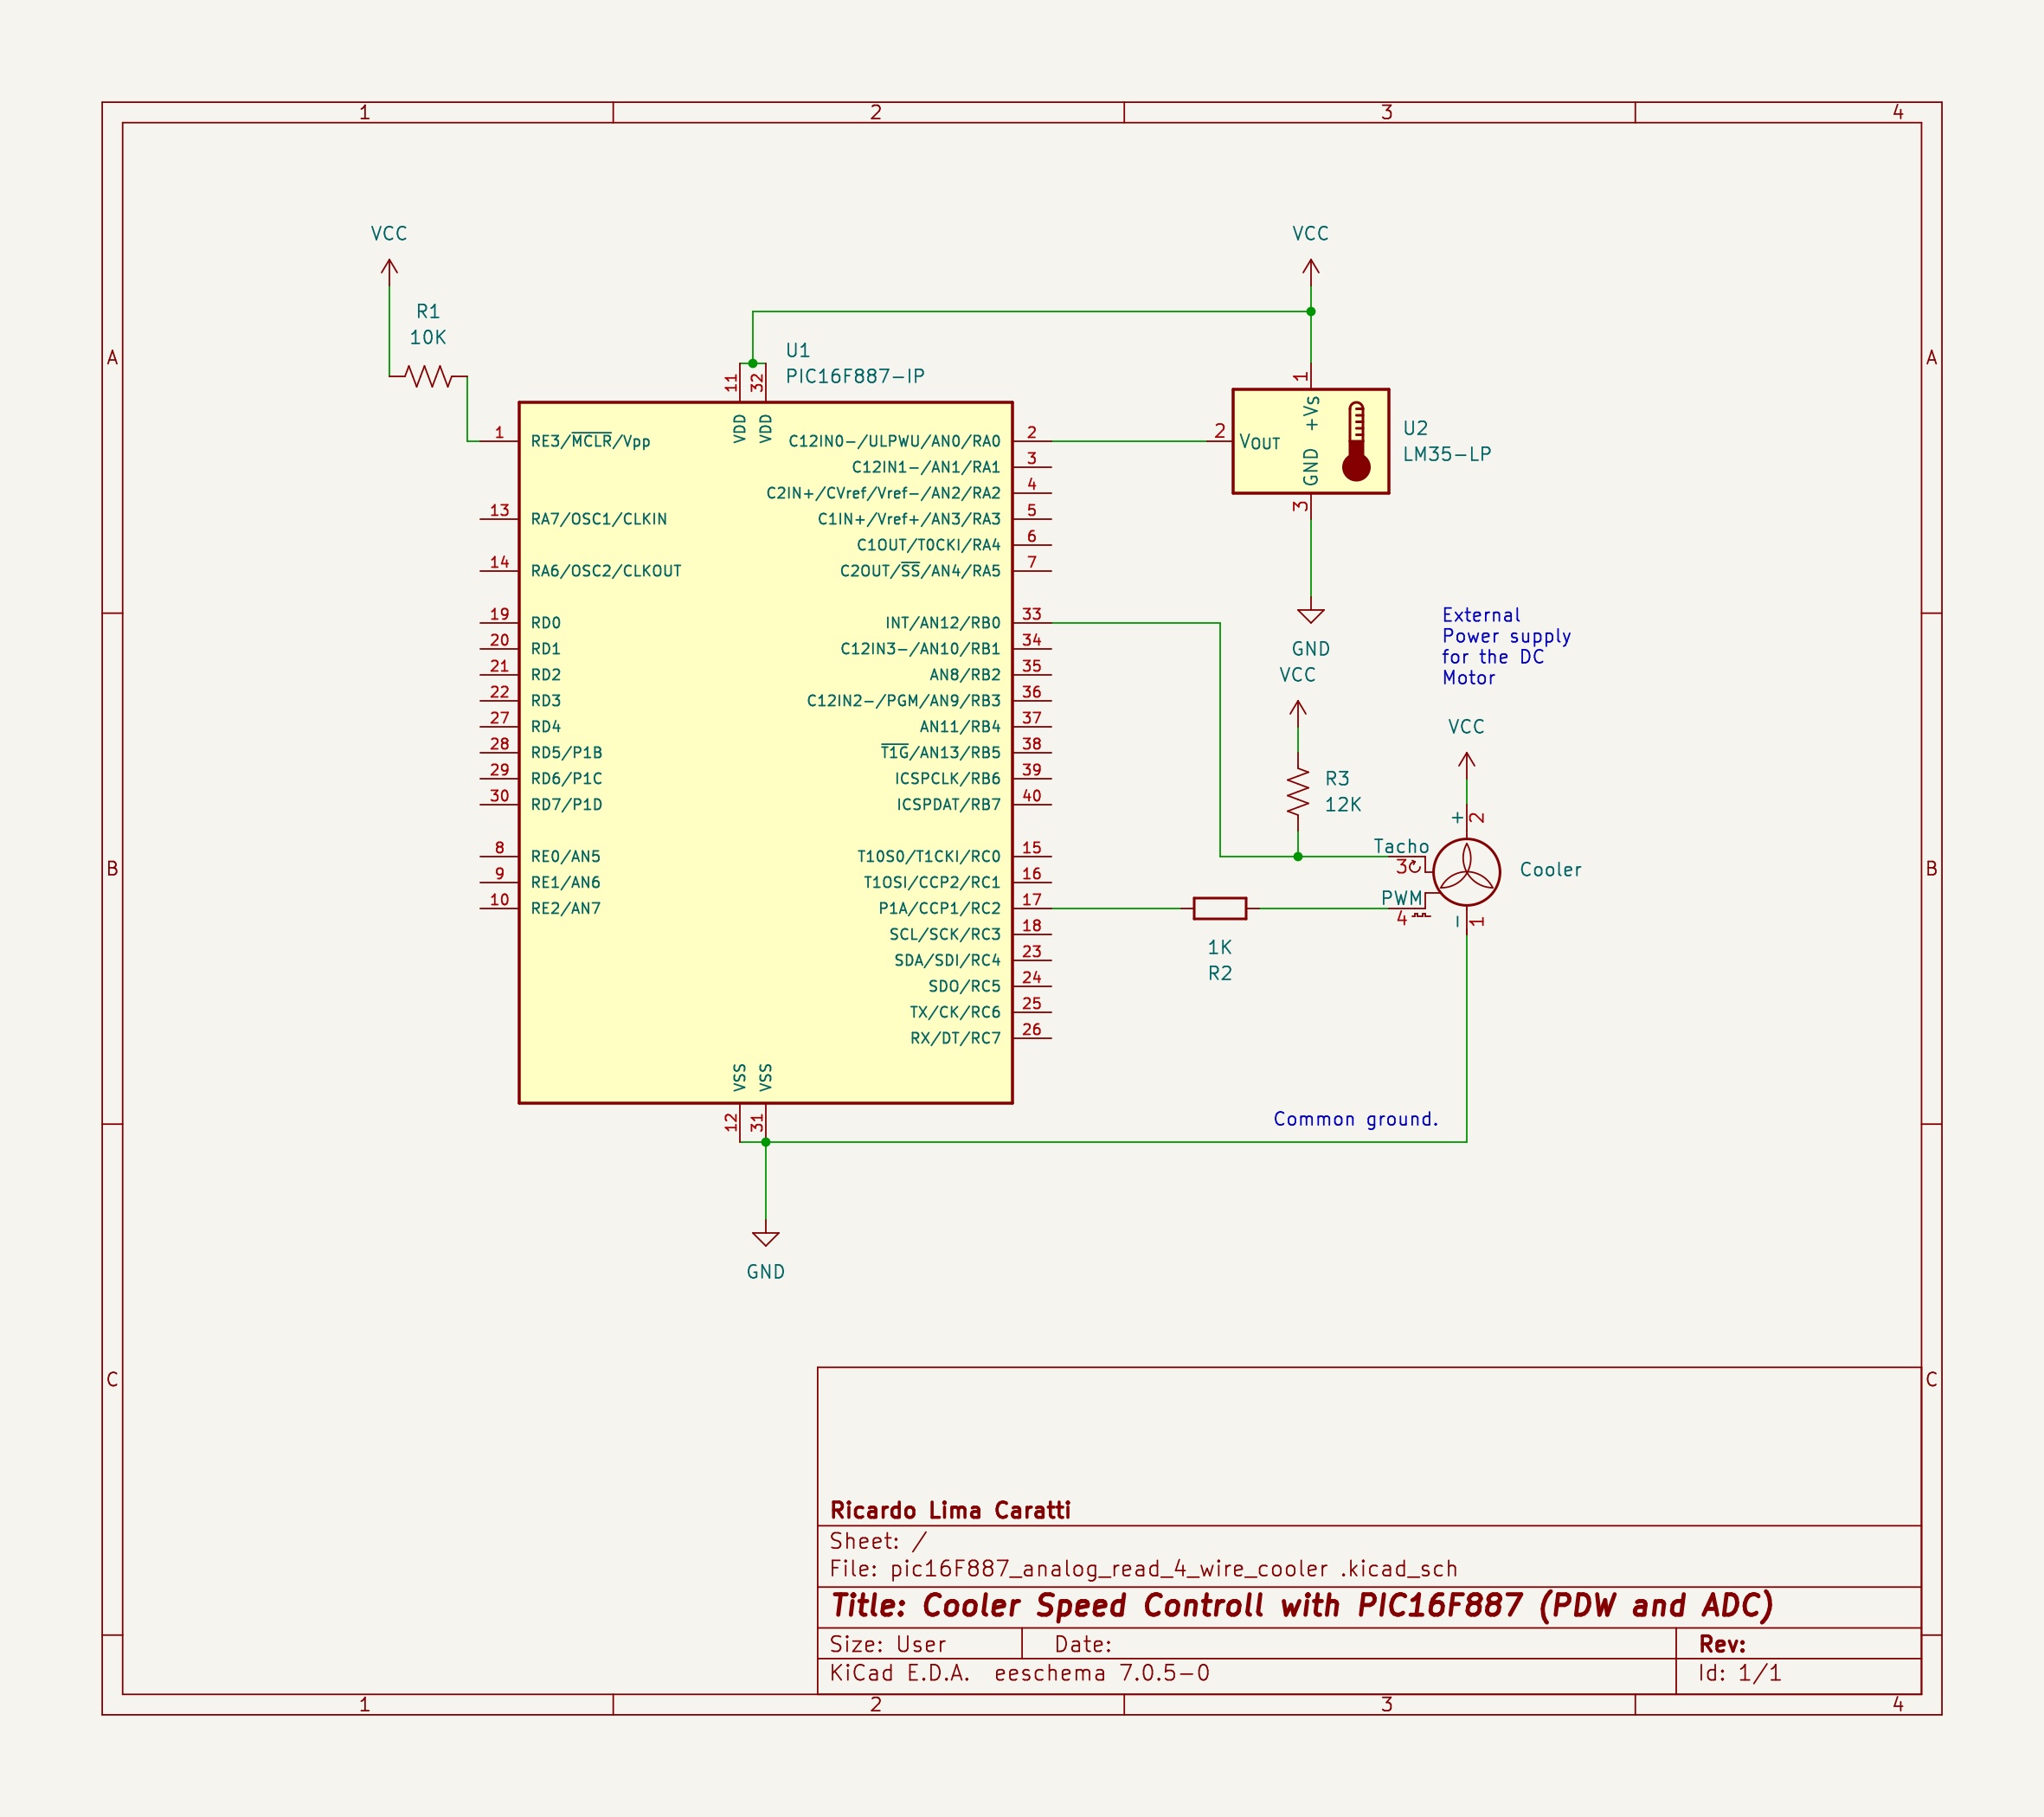 1 2 3 4
VCC
VCC
R1
10K
A
A
U1
PIC16F887-IP
11
32
1
VDD
VDD
+Vs
1
RE3/MCLR/Vpp
C12IN0-/ULPWU/AN0/RA0
2
2
VOUT
GND
U2
LM35-LP
C12IN1-/AN1/RA1
3
C2IN+/CVref/Vref-/AN2/RA2
4
3
13
RA7/OSC1/CLKIN
C1IN+/Vref+/AN3/RA3
5
C1OUT/T0CKI/RA4
6
14
RA6/OSC2/CLKOUT
C2OUT/SS/AN4/RA5
7
External
Power supply
for the DC
Motor
19
RD0
INT/AN12/RB0
33
20
RD1
C12IN3-/AN10/RB1
34
GND
21
RD2
AN8/RB2
35
VCC
22
RD3
C12IN2-/PGM/AN9/RB3
36
27
RD4
AN11/RB4
37
VCC
28
RD5/P1B
T1G/AN13/RB5
38
29
RD6/P1C
ICSPCLK/RB6
39
R3
12K
30
RD7/P1D
ICSPDAT/RB7
40
+
2
8
RE0/AN5
T1OS0/T1CKI/RC0
15
Tacho
3
B
B
Cooler
9
RE1/AN6
T1OSI/CCP2/RC1
16
10
RE2/AN7
P1A/CCP1/RC2
17
PWM
4
-
1
SCL/SCK/RC3
18
1K
R2
SDA/SDI/RC4
23
SDO/RC5
24
TX/CK/RC6
25
RX/DT/RC7
26
VSS
VSS
12
31
Common ground.
GND
C
C
Ricardo Lima Caratti
Sheet: /
File: pic16F887_analog_read_4_wire_cooler .kicad_sch
Title: Cooler Speed Controll with PIC16F887 (PDW and ADC)
Size: User
Date:
Rev:
KiCad E.D.A.  eeschema 7.0.5-0
Id: 1/1
1 2 3 4